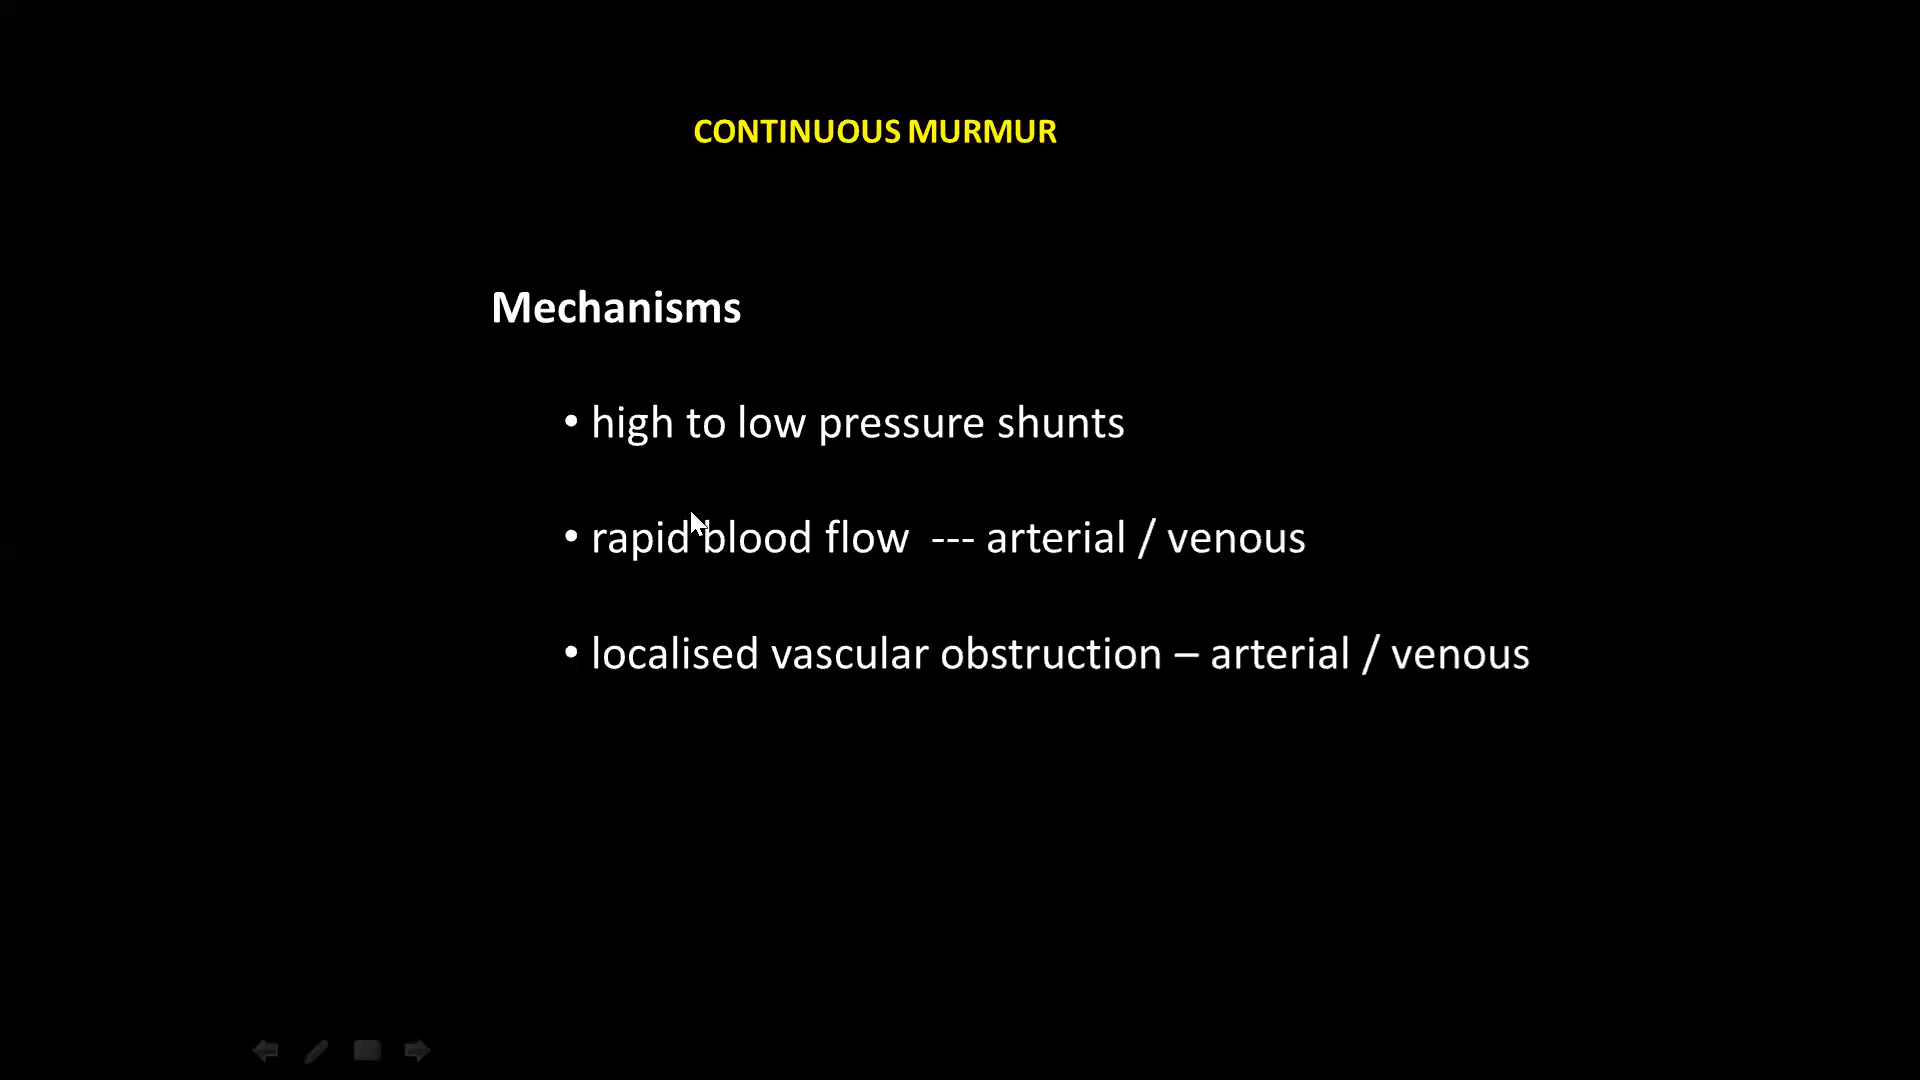 CONTINUOUS MURMUR
Mechanisms
• high to low pressure shunts
• rapid blood flow --- arterial / venous
• localised vascular obstruction – arterial / venous